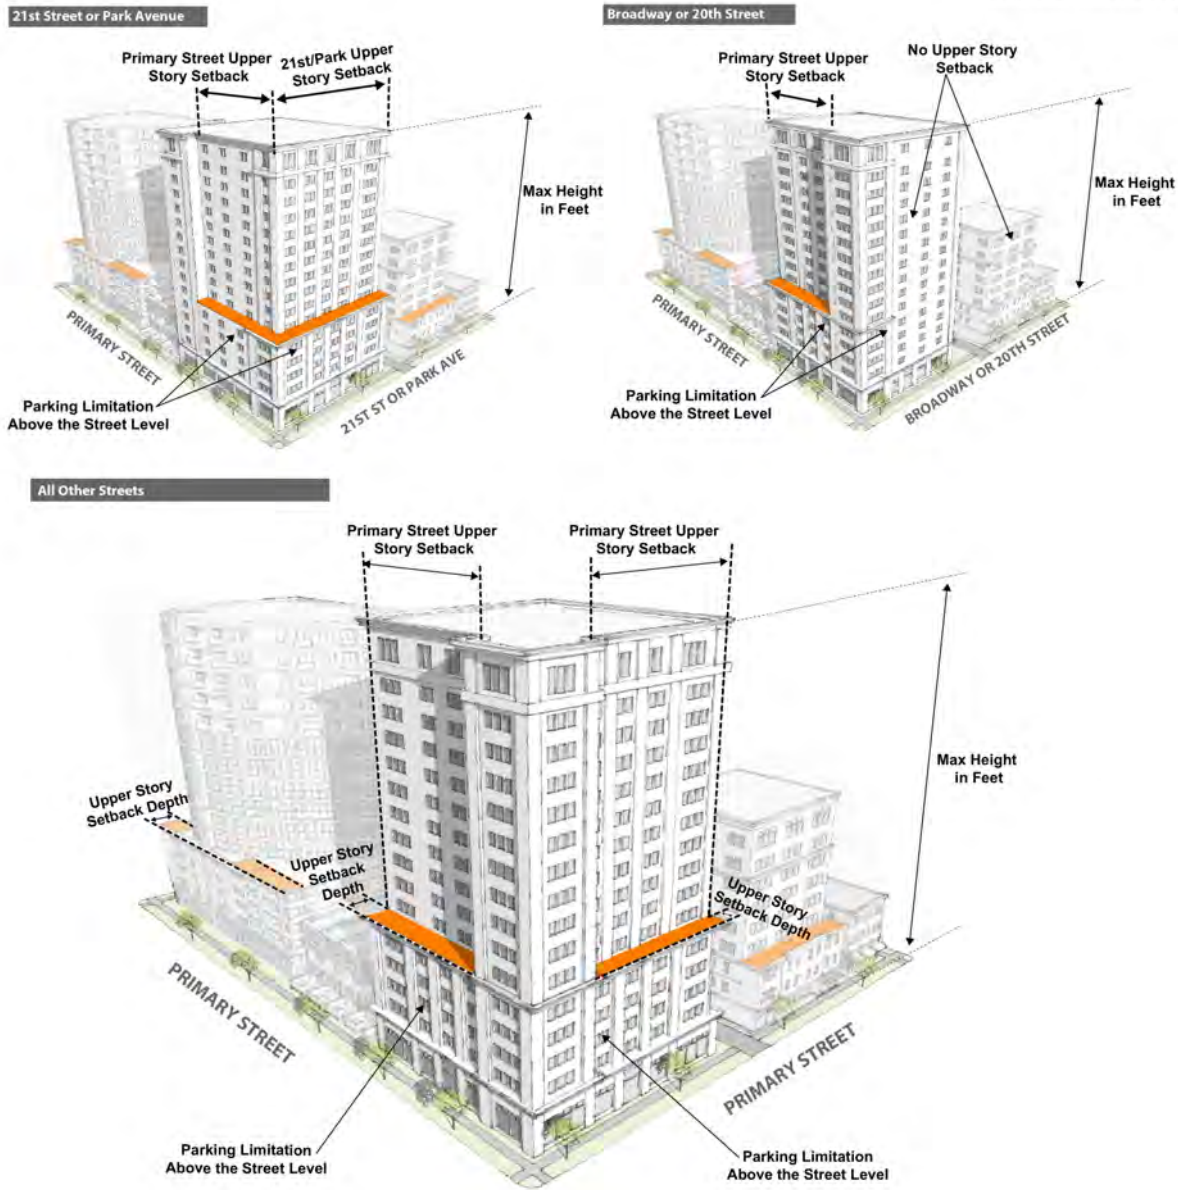 21st Street or Park Avenue
Primary Street Upper
Story Setback
21st/Park Upper
Story Setback
Max Height
in Feet
PRIMARY STREET
21ST ST OR PARK AVE
Parking Limitation
Above the Street Level
Broadway or 20th Street
Primary Street Upper
Story Setback
No Upper Story
Setback
Max Height
in Feet
PRIMARY STREET
BROADWAY OR 20TH STREET
Parking Limitation
Above the Street Level
All Other Streets
Primary Street Upper
Story Setback
Primary Street Upper
Story Setback
Max Height
in Feet
Upper Story
Setback Depth
Upper Story
Setback
Depth
Upper Story
Setback Depth
PRIMARY STREET
PRIMARY STREET
Parking Limitation
Above the Street Level
Parking Limitation
Above the Street Level